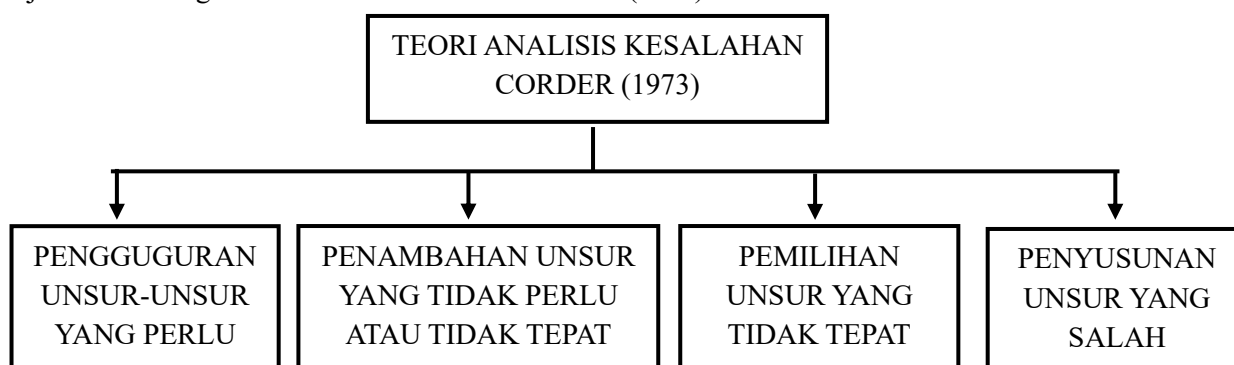 TEORI ANALISIS KESALAHAN
CORDER (1973)
PENGGUGURAN
UNSUR-UNSUR
YANG PERLU
PENAMBAHAN UNSUR
YANG TIDAK PERLU
ATAU TIDAK TEPAT
PEMILIHAN
UNSUR YANG
TIDAK TEPAT
PENYUSUNAN
UNSUR YANG
SALAH